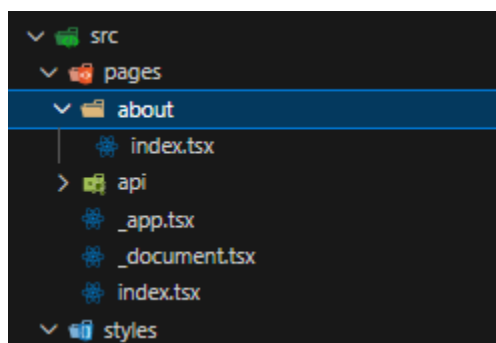 src
pages
about
index.tsx
api
_app.tsx
_document.tsx
index.tsx
styles